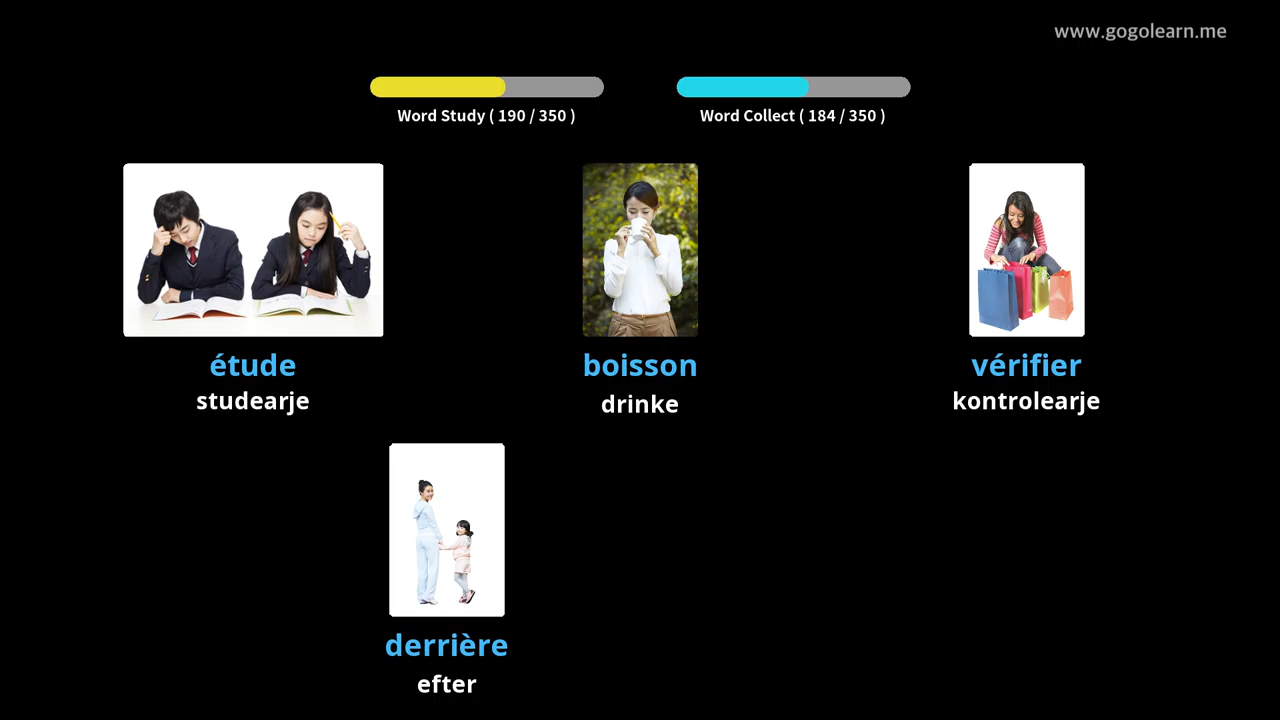 www.gogolearn.me
Word Study ( 190 / 350 )
Word Collect ( 184 / 350 )
étude
studearje
boisson
drinke
vérifier
kontrolearje
derrière
efter